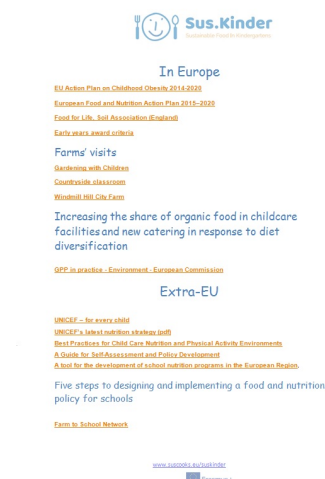 Sus.Kinder
Sustainable Food in Kindergartens
In Europe
EU Action Plan on Childhood Obesity 2014-2020
European Food and Nutrition Action Plan 2015–2020
Food for Life, Soil Association (England)
Early years award criteria
Farms' visits
Gardening with Children
Countryside classroom
Windmill Hill City Farm
Increasing the share of organic food in childcare
facilities and new catering in response to diet
diversification
GPP in practice - Environment - European Commission
Extra-EU
UNICEF – for every child
UNICEF's latest nutrition strategy (pdf)
Best Practices for Child Care Nutrition and Physical Activity Environments
A Guide for Self-Assessment and Policy Development
A tool for the development of school nutrition programs in the European Region.
Five steps to designing and implementing a food and nutrition
policy for schools
Farm to School Network
www.suscooks.eu/suskinder